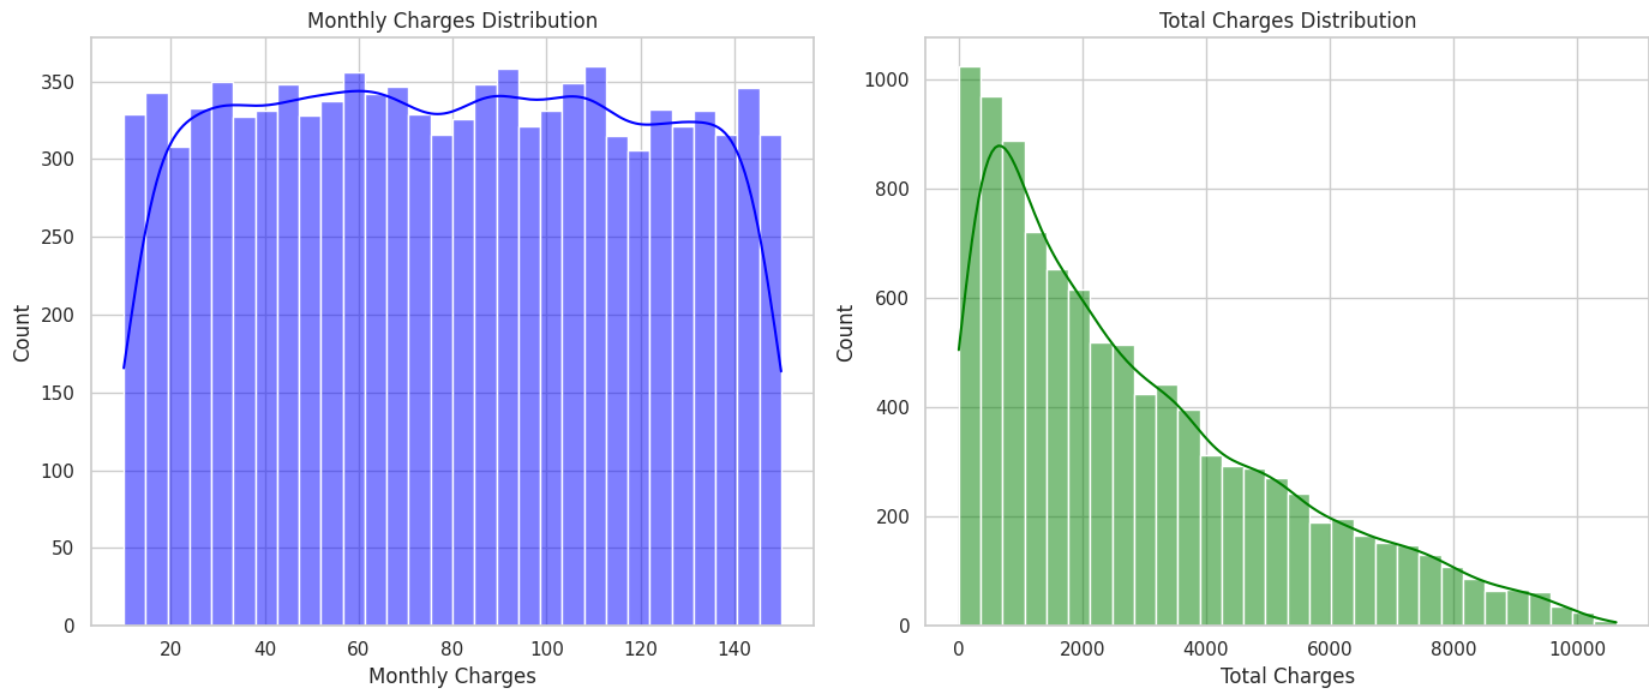 Monthly Charges Distribution
Count
350
300
250
200
150
100
50
0
20 40 60 80 100 120 140
Monthly Charges
Total Charges Distribution
Count
1000
800
600
400
200
0
0 2000 4000 6000 8000 10000
Total Charges